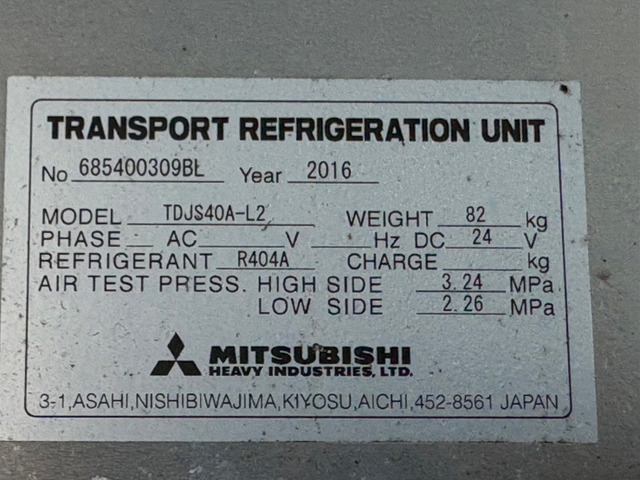 TRANSPORT REFRIGERATION UNIT
No 685400309BL Year 2016
MODEL TDJS40A-L2 WEIGHT 82 kg
PHASE AC V Hz DC 24 V
REFRIGERANT R404A CHARGE kg
AIR TEST PRESS. HIGH SIDE 3.24 MPa
LOW SIDE 2.26 MPa
MITSUBISHI
HEAVY INDUSTRIES, LTD.
3-1,ASAHI,NISHIBIWAJIMA,KIYOSU,AICHI,452-8561 JAPAN